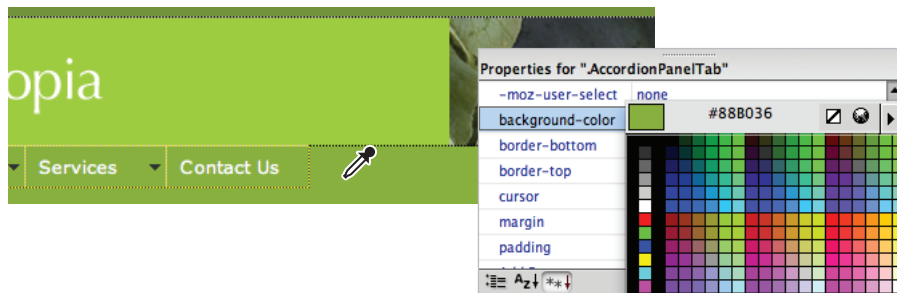 opia
Services
Contact Us
Properties for ".AccordionPanelTab"
-moz-user-select none
background-color #88B036
border-bottom
border-top
cursor
margin
padding